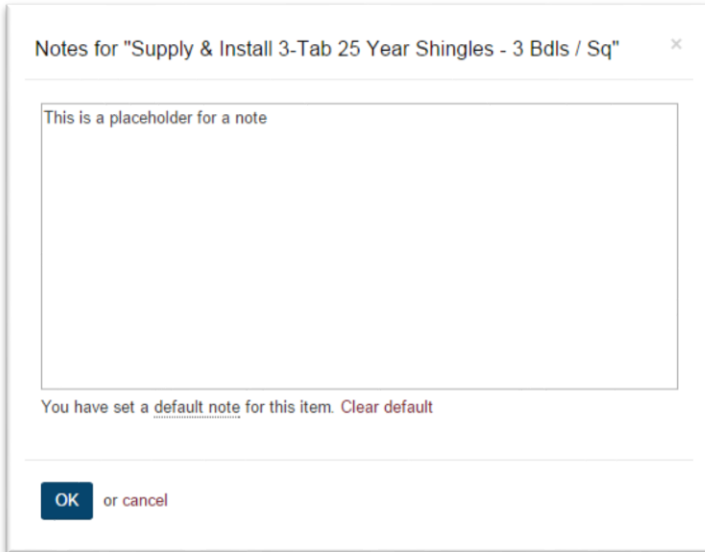 Notes for "Supply & Install 3-Tab 25 Year Shingles - 3 Bdls / Sq" ×
This is a placeholder for a note
You have set a default note for this item. Clear default
OK or cancel